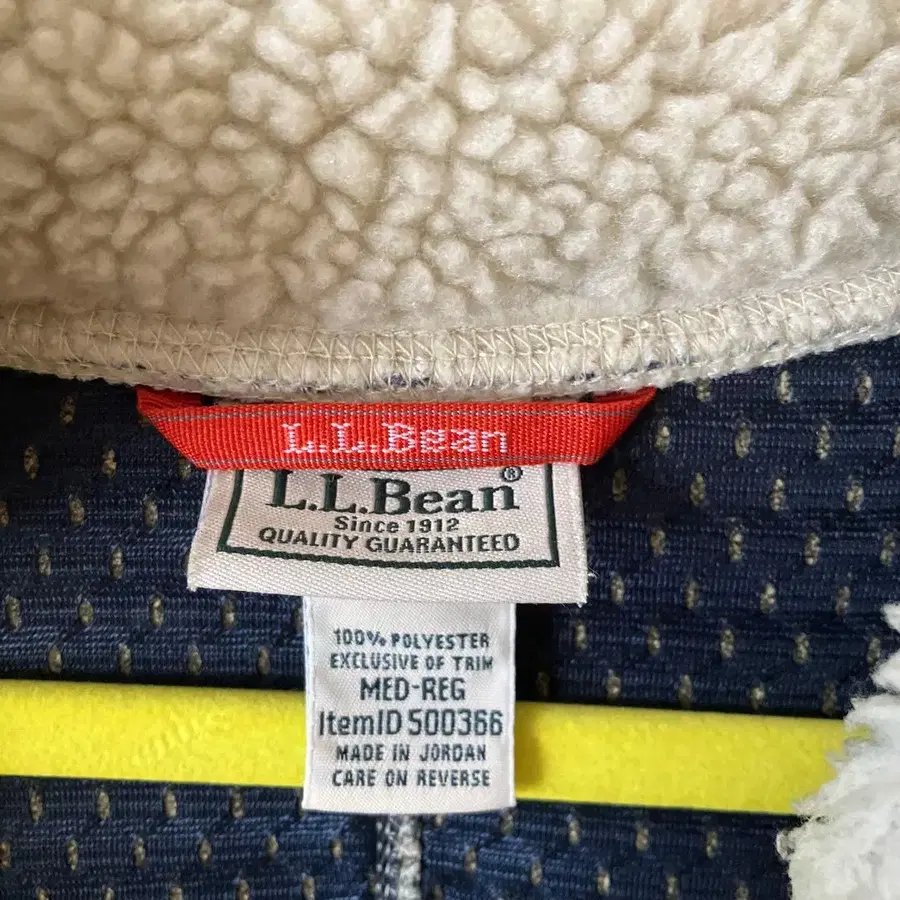 L.L.Bean
L.L.Bean®
Since 1912
QUALITY GUARANTEED
100% POLYESTER
EXCLUSIVE OF TRIM
MED-REG
ItemID 500366
MADE IN JORDAN
CARE ON REVERSE